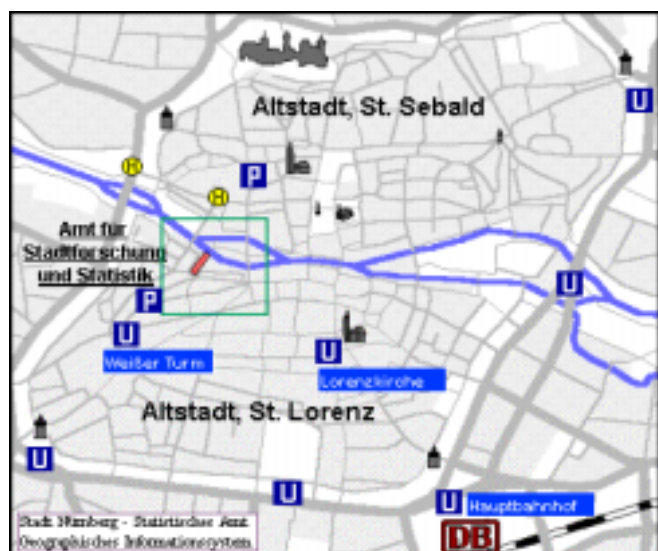 Altstadt, St. Sebald
U
H
P
H
Amt für
Stadtforschung
und Statistik
U
P
U
Weißer Turm
U
Lorenzkirche
Altstadt, St. Lorenz
U
U
U
Hauptbahnhof
DB
Stadt Nürnberg - Statistisches Amt
Geographisches Informationssystem